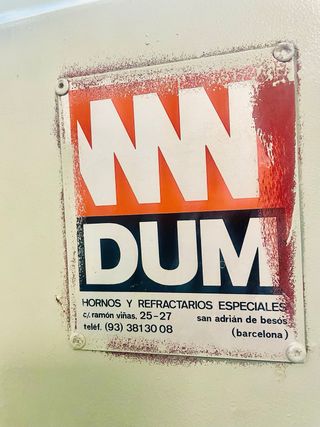 DUM
HORNOS Y REFRACTARIOS ESPECIALES
c/. ramón viñas, 25-27 san adrián de besós
teléf. (93) 381 30 08 (barcelona)